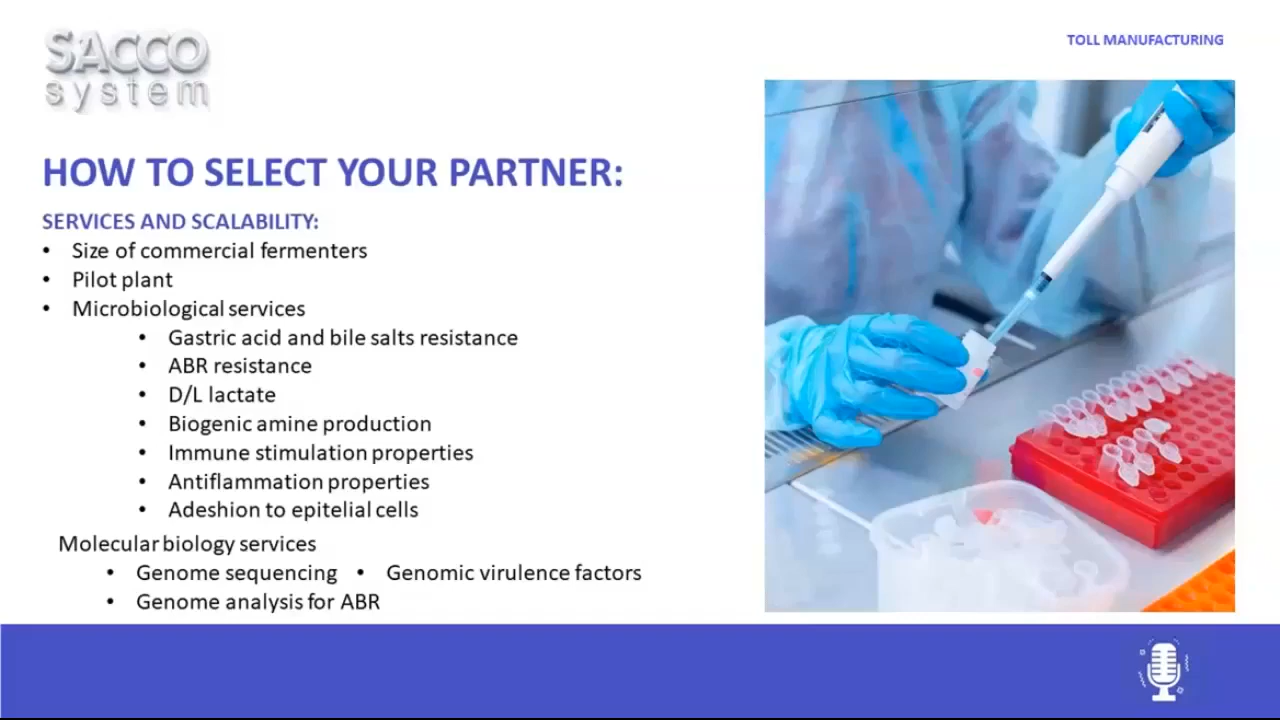 SACCO
system
TOLL MANUFACTURING
HOW TO SELECT YOUR PARTNER:
SERVICES AND SCALABILITY:
• Size of commercial fermenters
• Pilot plant
• Microbiological services
• Gastric acid and bile salts resistance
• ABR resistance
• D/L lactate
• Biogenic amine production
• Immune stimulation properties
• Antiflammation properties
• Adeshion to epitelial cells
Molecular biology services
• Genome sequencing • Genomic virulence factors
• Genome analysis for ABR